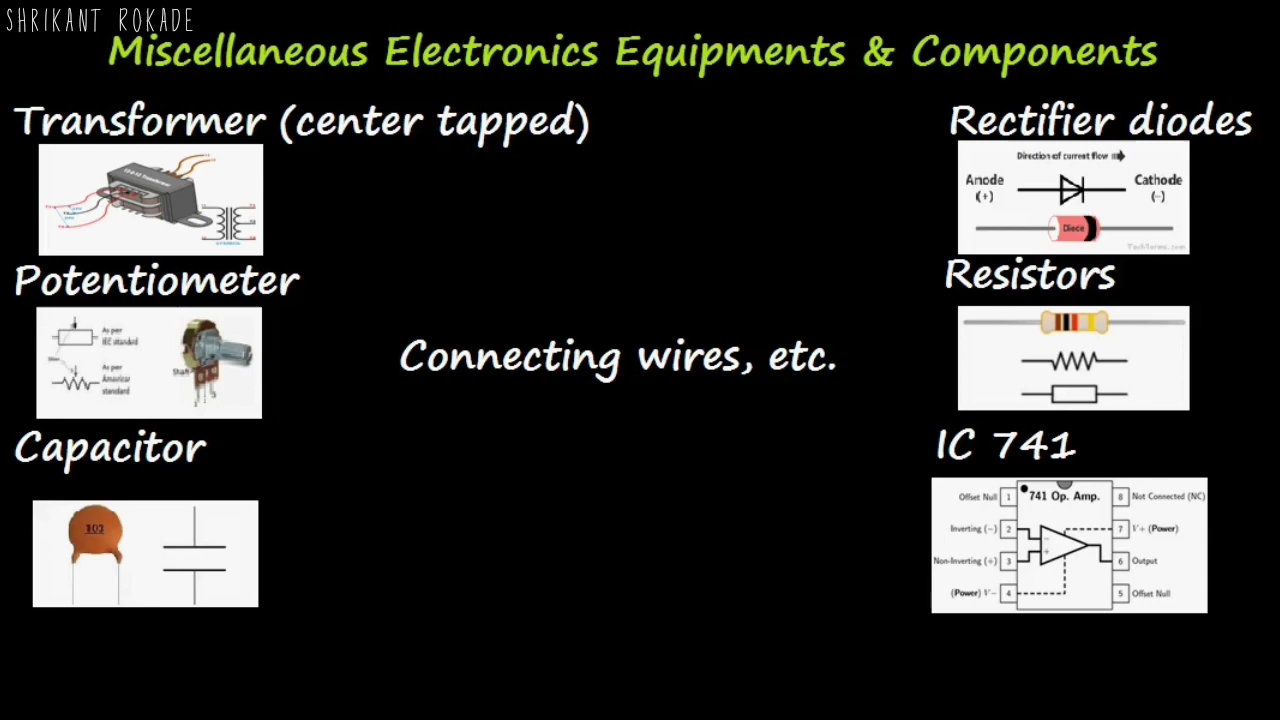 SHRIKANT ROKADE
Miscellaneous Electronics Equipments & Components
Transformer (center tapped)
Rectifier diodes
Direction of current flow
Anode (+)
Cathode (-)
Diode
TechTerms.com
Potentiometer
As per IEC standard
As per American standard
Shaft
Connecting wires, etc.
Resistors
Capacitor
103
IC 741
741 Op. Amp.
Offset Null 1
8 Not Connected (NC)
Inverting (-) 2
7 V+ (Power)
Non-Inverting (+) 3
6 Output
(Power) V- 4
5 Offset Null